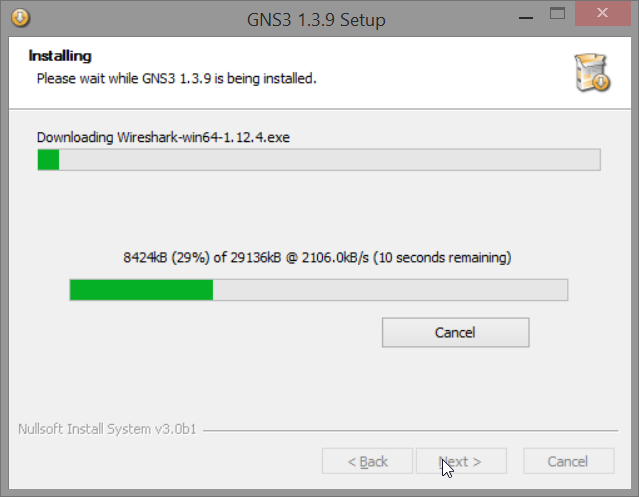 GNS3 1.3.9 Setup
Installing
Please wait while GNS3 1.3.9 is being installed.
Downloading Wireshark-win64-1.12.4.exe
8424kB (29%) of 29136kB @ 2106.0kB/s (10 seconds remaining)
Cancel
Nullsoft Install System v3.0b1
< Back Next > Cancel